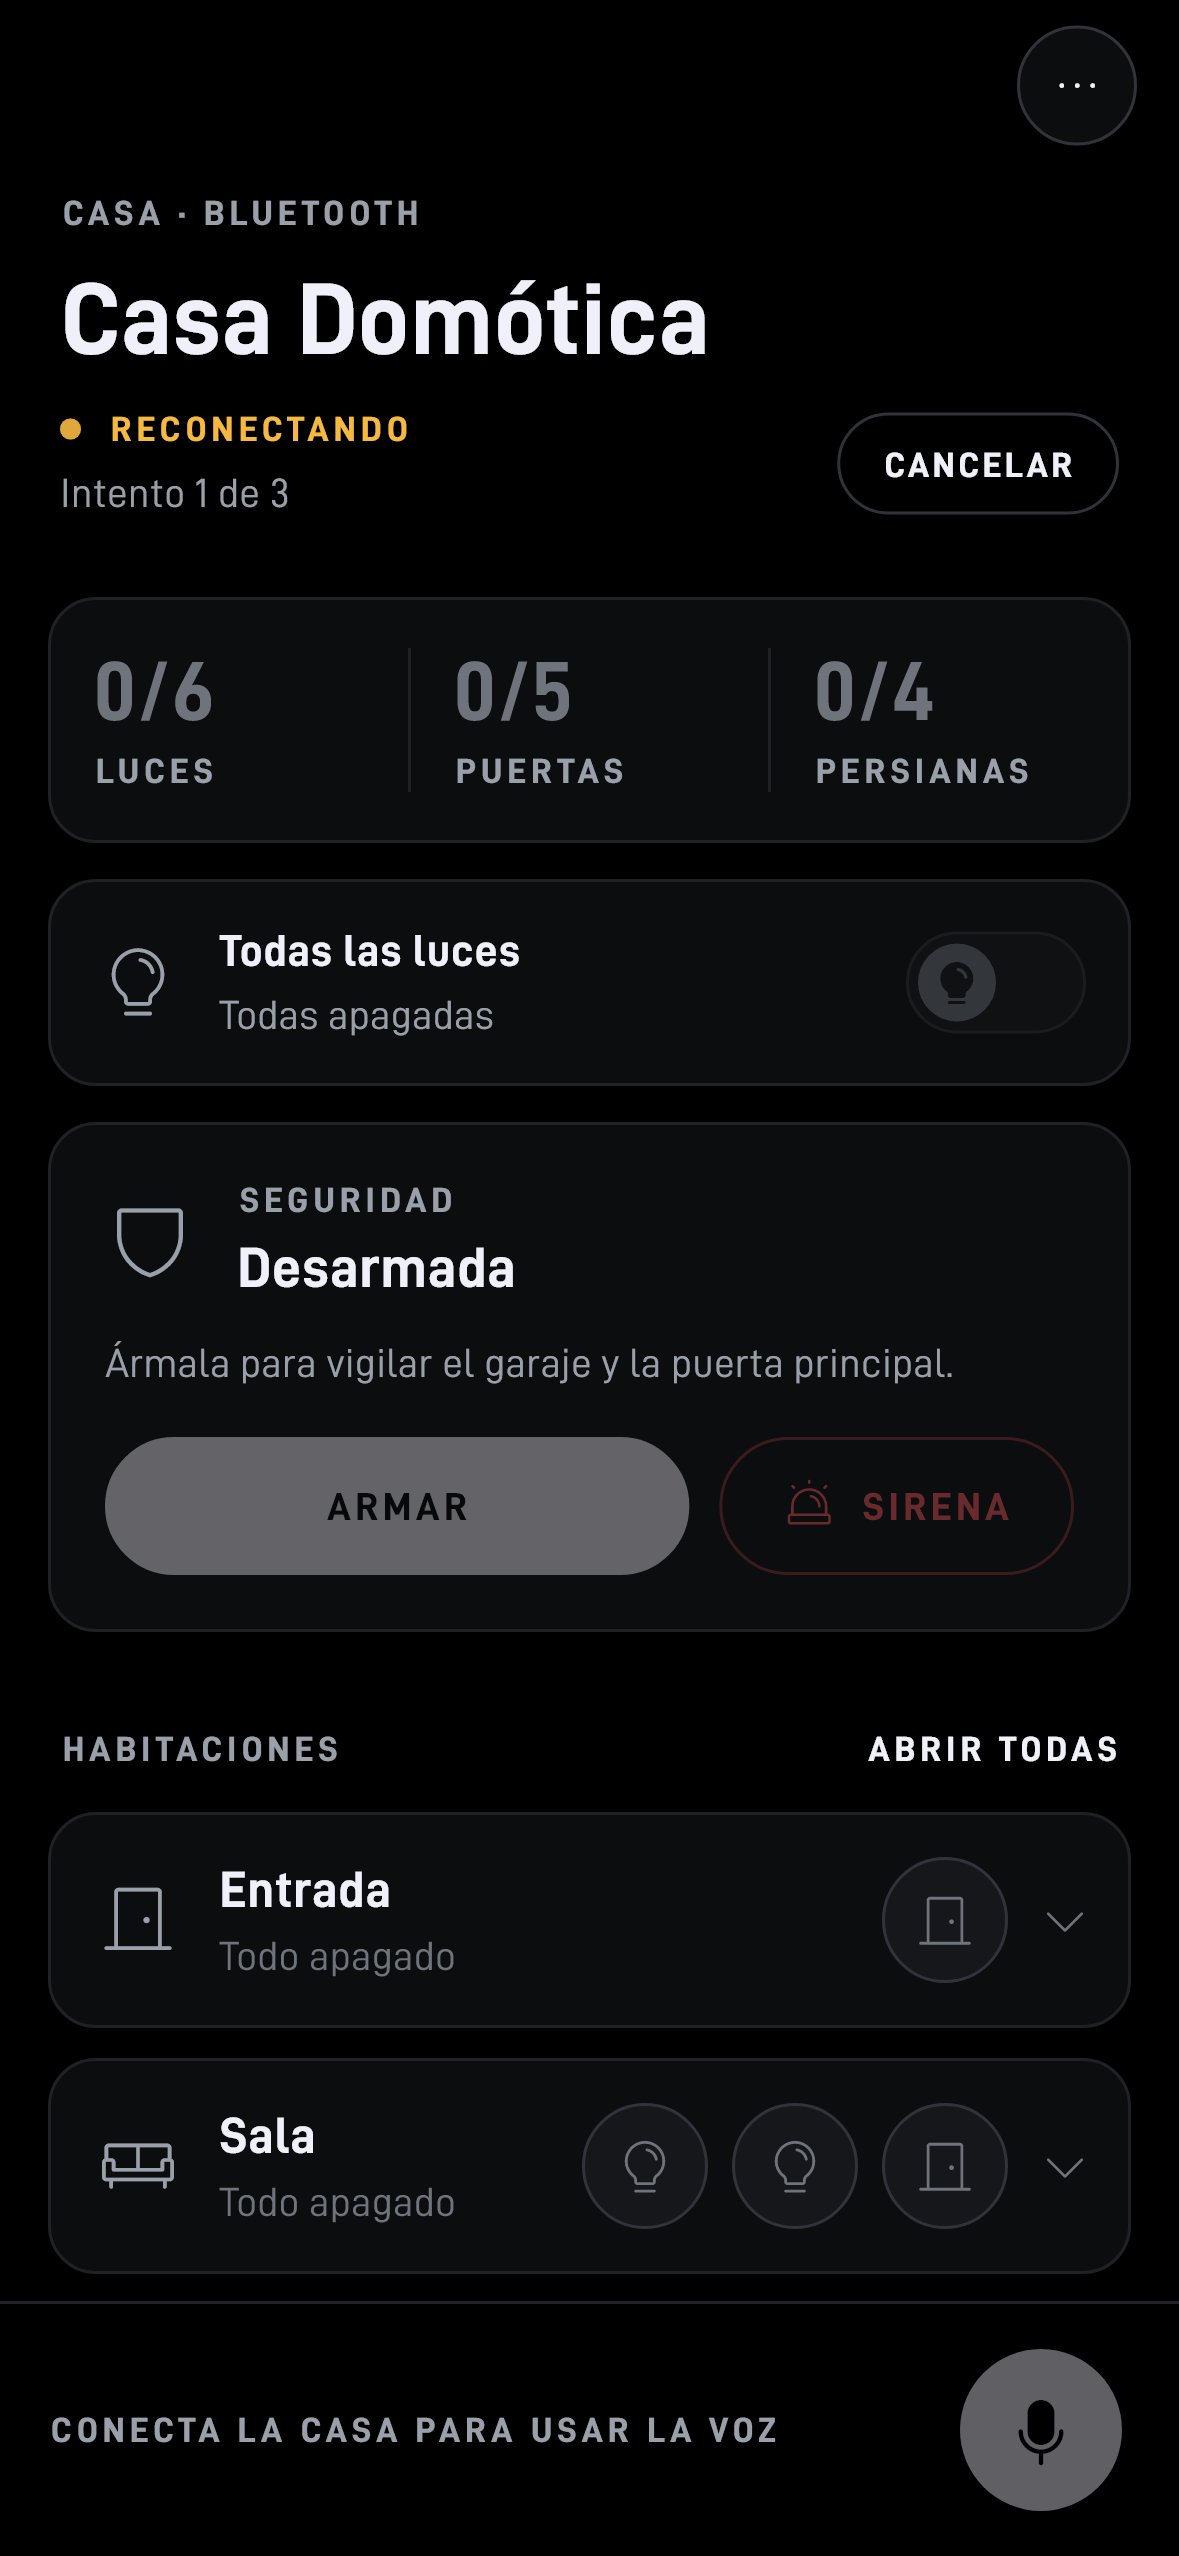 CASA · BLUETOOTH
Casa Domótica
RECONECTANDO
Intento 1 de 3
CANCELAR
0/6
LUCES
0/5
PUERTAS
0/4
PERSIANAS
Todas las luces
Todas apagadas
SEGURIDAD
Desarmada
Ármala para vigilar el garaje y la puerta principal.
ARMAR
SIRENA
HABITACIONES
ABRIR TODAS
Entrada
Todo apagado
Sala
Todo apagado
CONECTA LA CASA PARA USAR LA VOZ